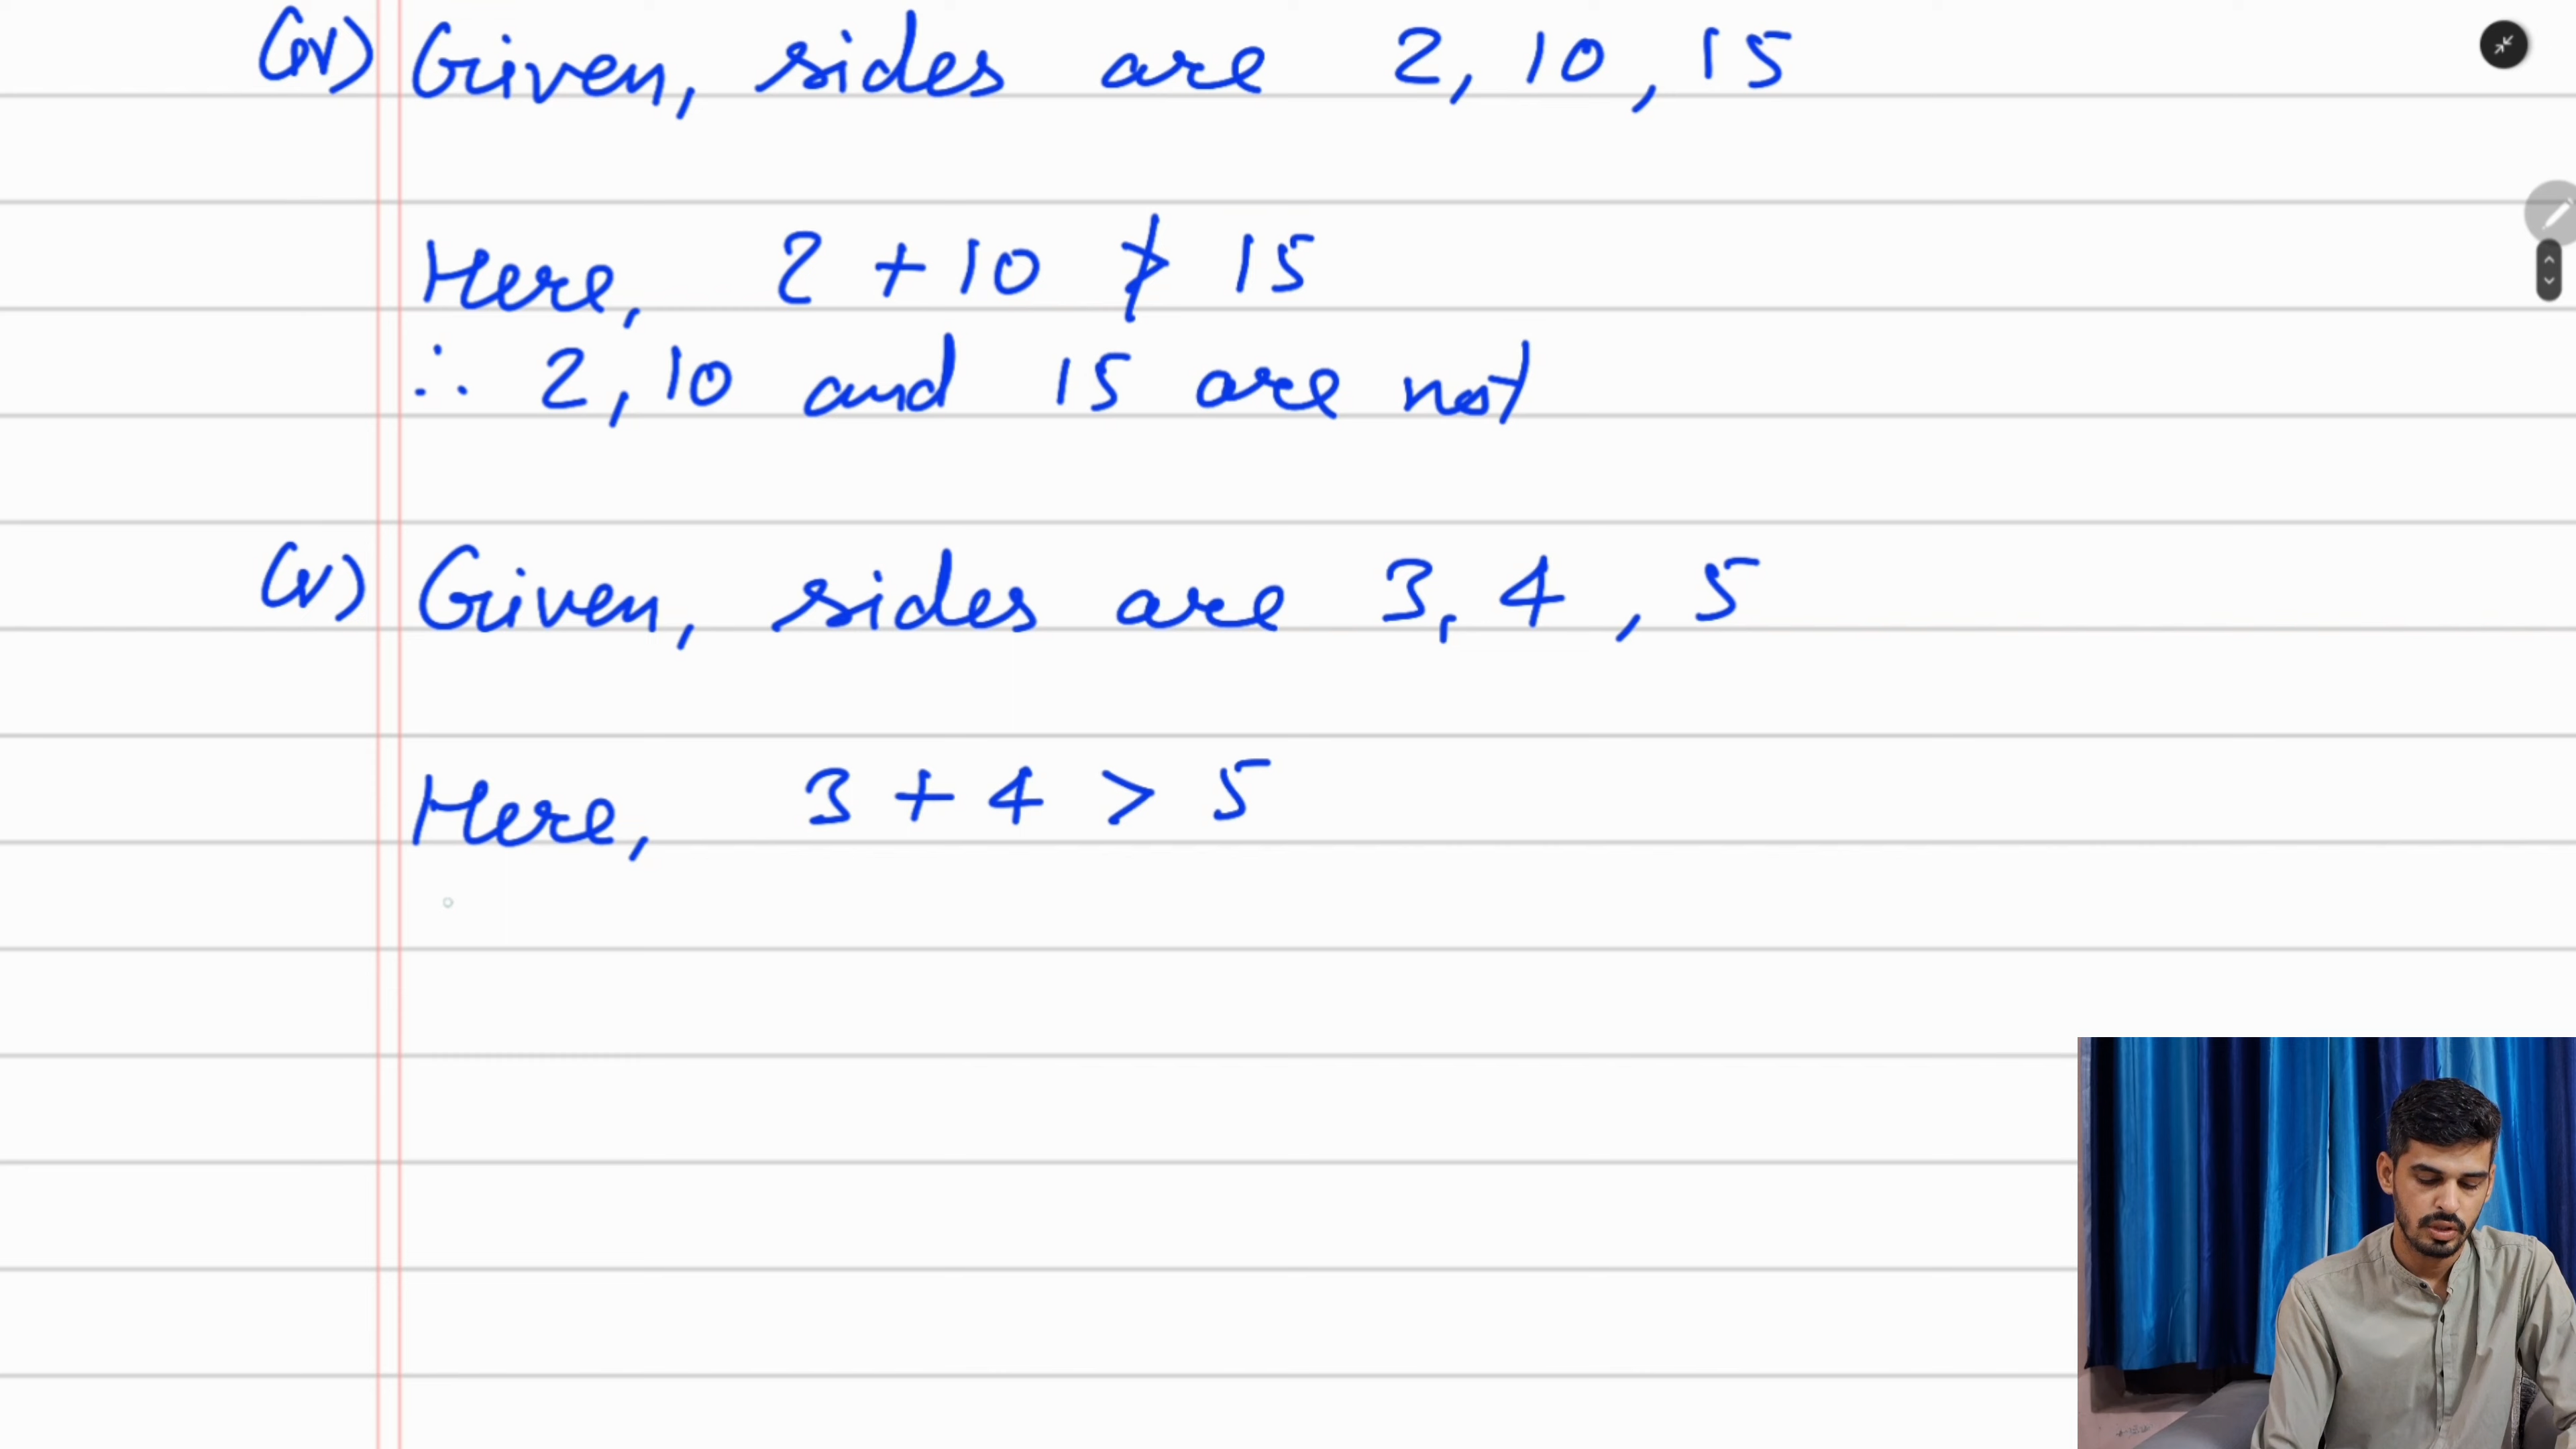 (iv) Given, sides are 2, 10, 15
Here, 2 + 10 ≯ 15
∴ 2, 10 and 15 are not
(v) Given, sides are 3, 4, 5
Here, 3 + 4 > 5